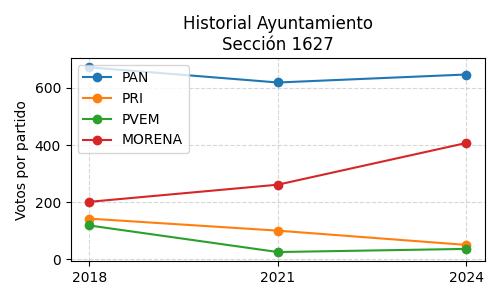 Historial Ayuntamiento
Sección 1627
Votos por partido
600
400
200
0
PAN
PRI
PVEM
MORENA
2018
2021
2024